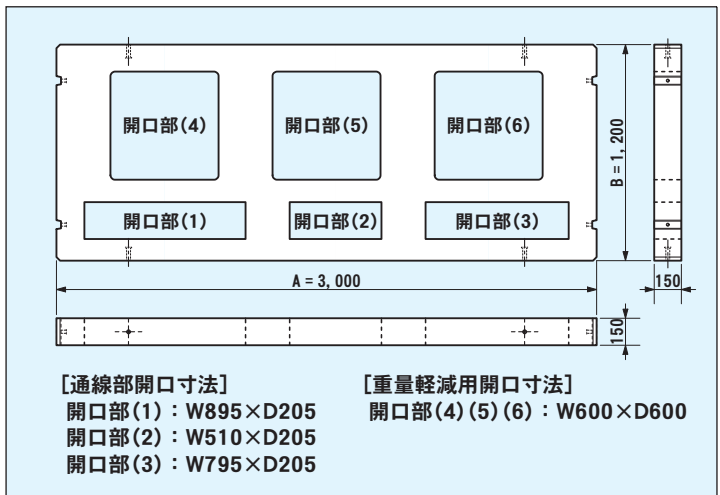 開口部(4)
開口部(5)
開口部(6)
B=1,200
開口部(1)
開口部(2)
開口部(3)
150
A=3,000
150
[通線部開口寸法]
開口部(1):W895×D205
開口部(2):W510×D205
開口部(3):W795×D205
[重量軽減用開口寸法]
開口部(4)(5)(6):W600×D600